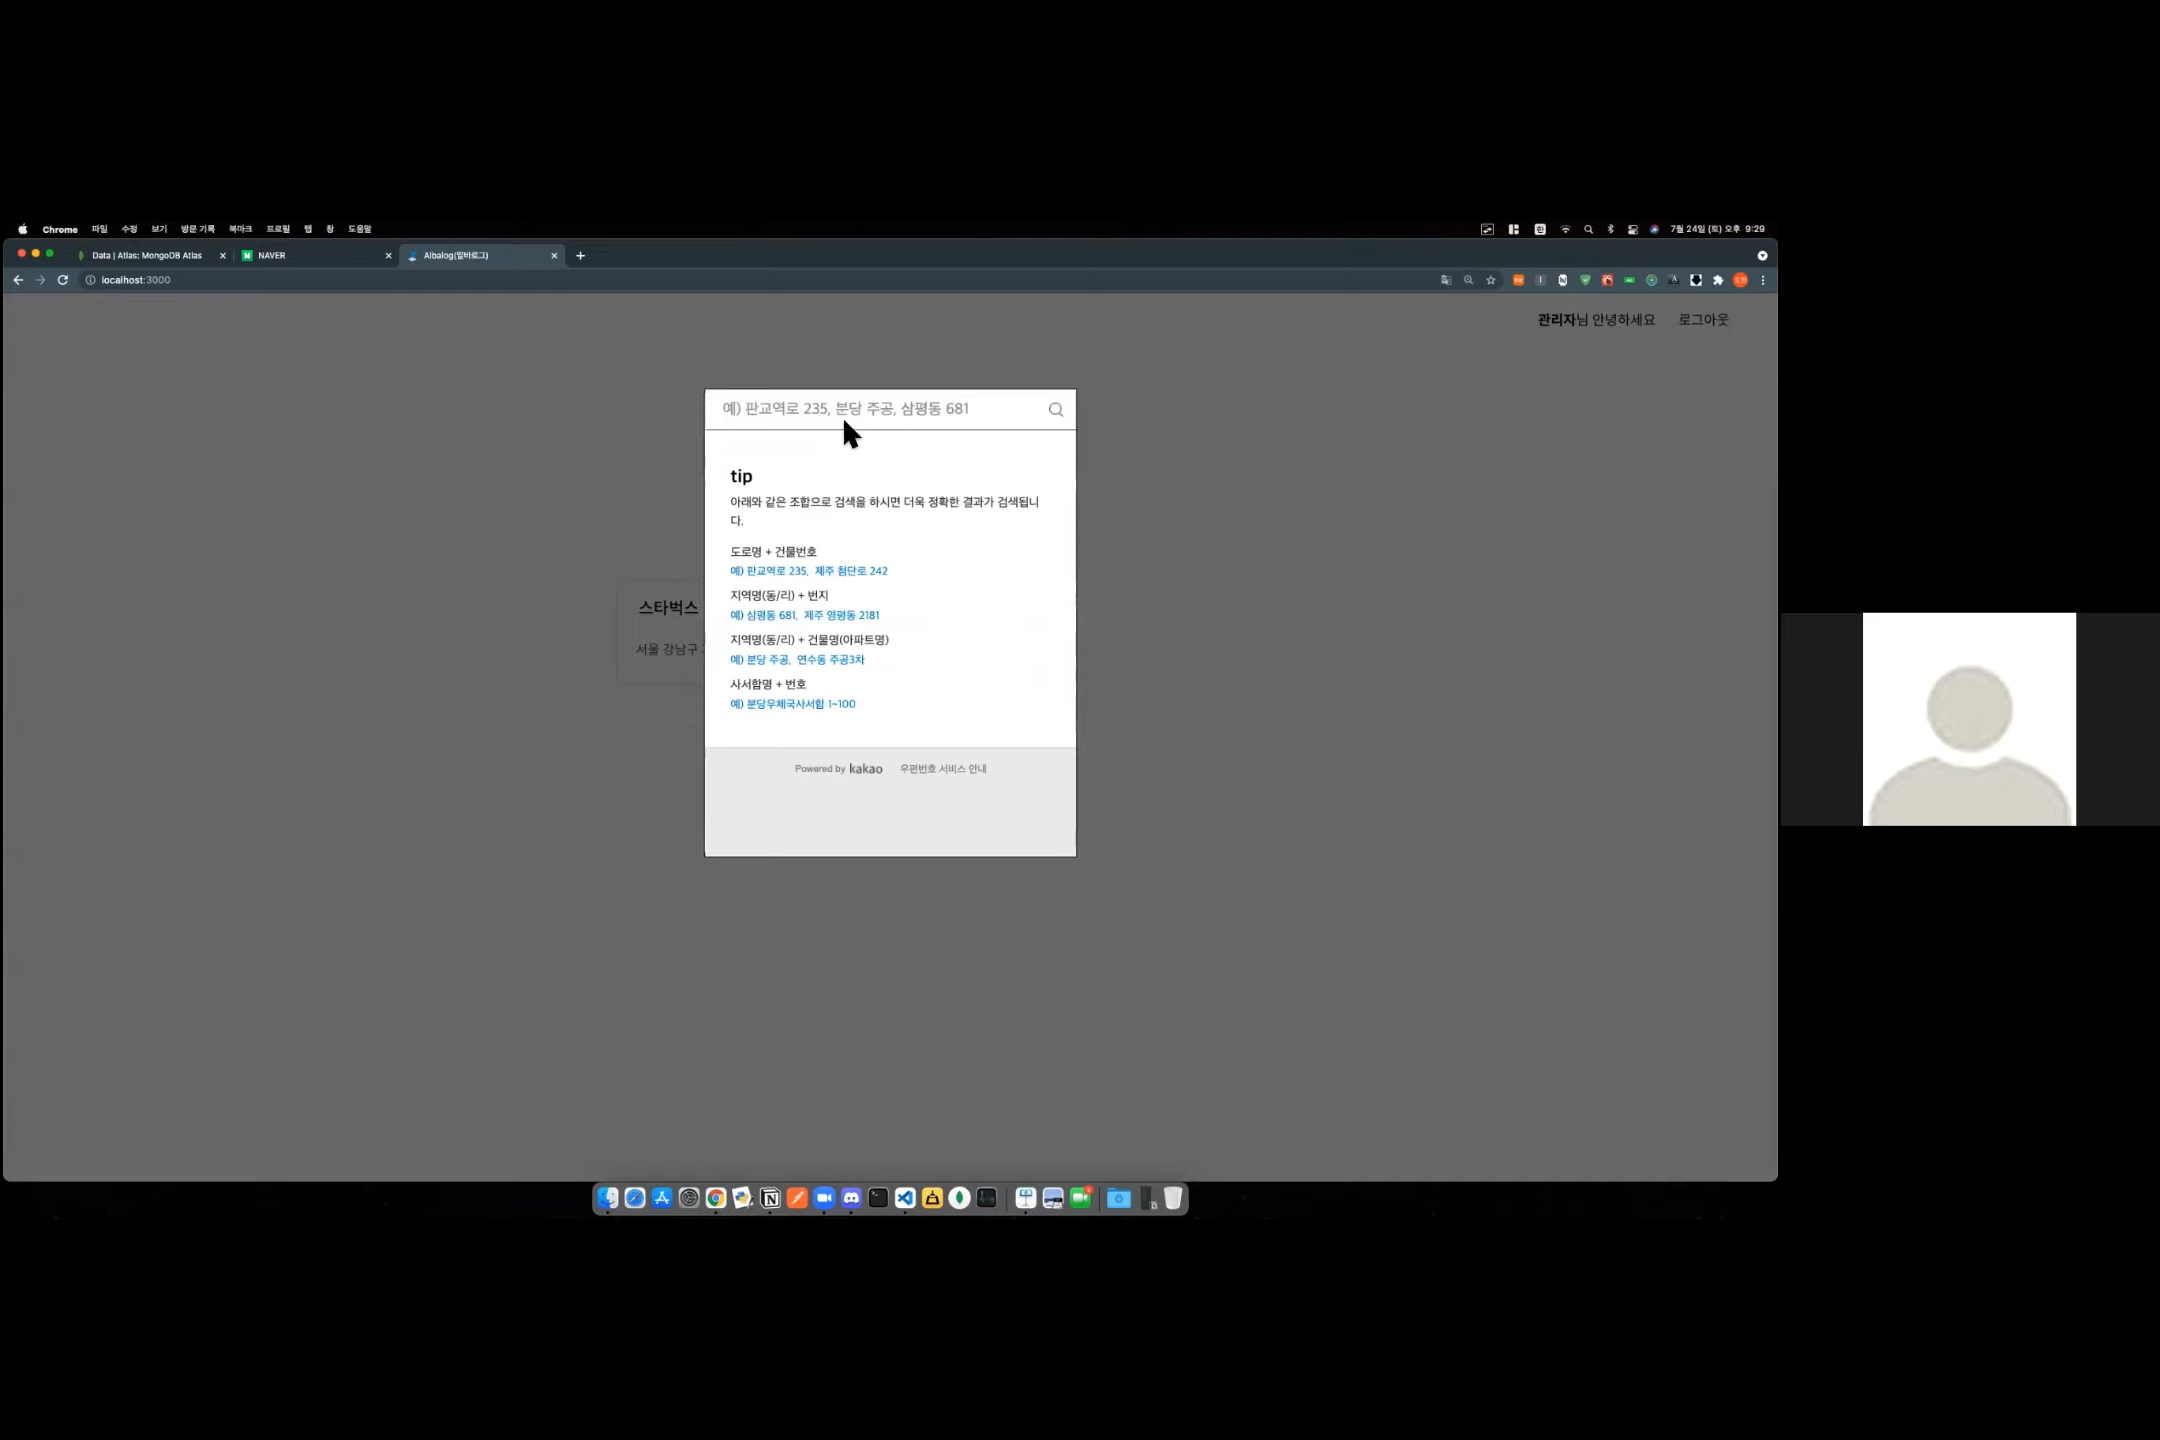 Chrome 파일 수정 보기 방문 기록 북마크 프로필 탭 창 도움말
7월 24일 (토) 오후 9:29
Data | Atlas: MongoDB Atlas
NAVER
Albalog(알바로그)
localhost:3000
관리자님 안녕하세요 로그아웃
예) 판교역로 235, 분당 주공, 삼평동 681
tip
아래와 같은 조합으로 검색을 하시면 더욱 정확한 결과가 검색됩니
다.
도로명 + 건물번호
예) 판교역로 235, 제주 첨단로 242
지역명(동/리) + 번지
예) 삼평동 681, 제주 영평동 2181
지역명(동/리) + 건물명(아파트명)
예) 분당 주공, 연수동 주공3차
사서함명 + 번호
예) 분당우체국사서함 1~100
스타벅스
서울 강남구
Powered by kakao 우편번호 서비스 안내